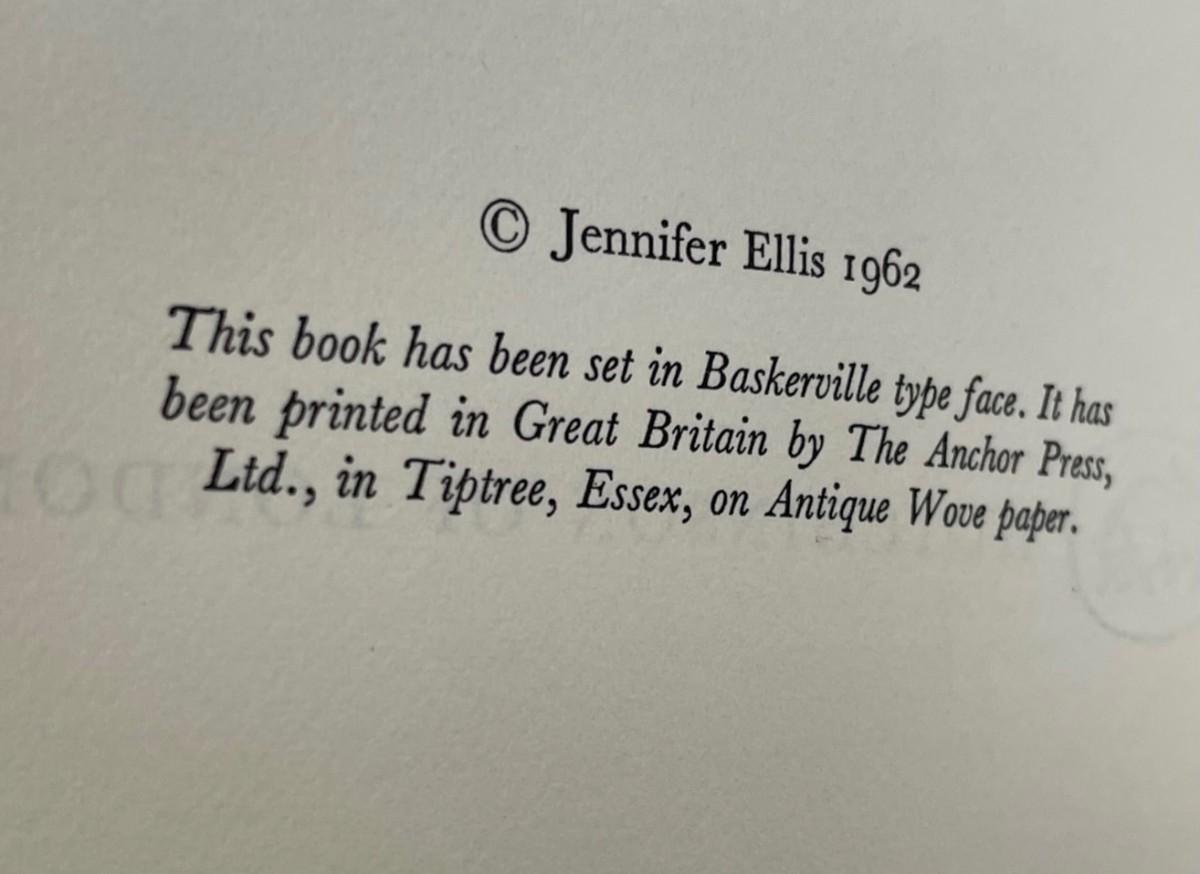 © Jennifer Ellis 1962
This book has been set in Baskerville type face. It has
been printed in Great Britain by The Anchor Press,
Ltd., in Tiptree, Essex, on Antique Wove paper.